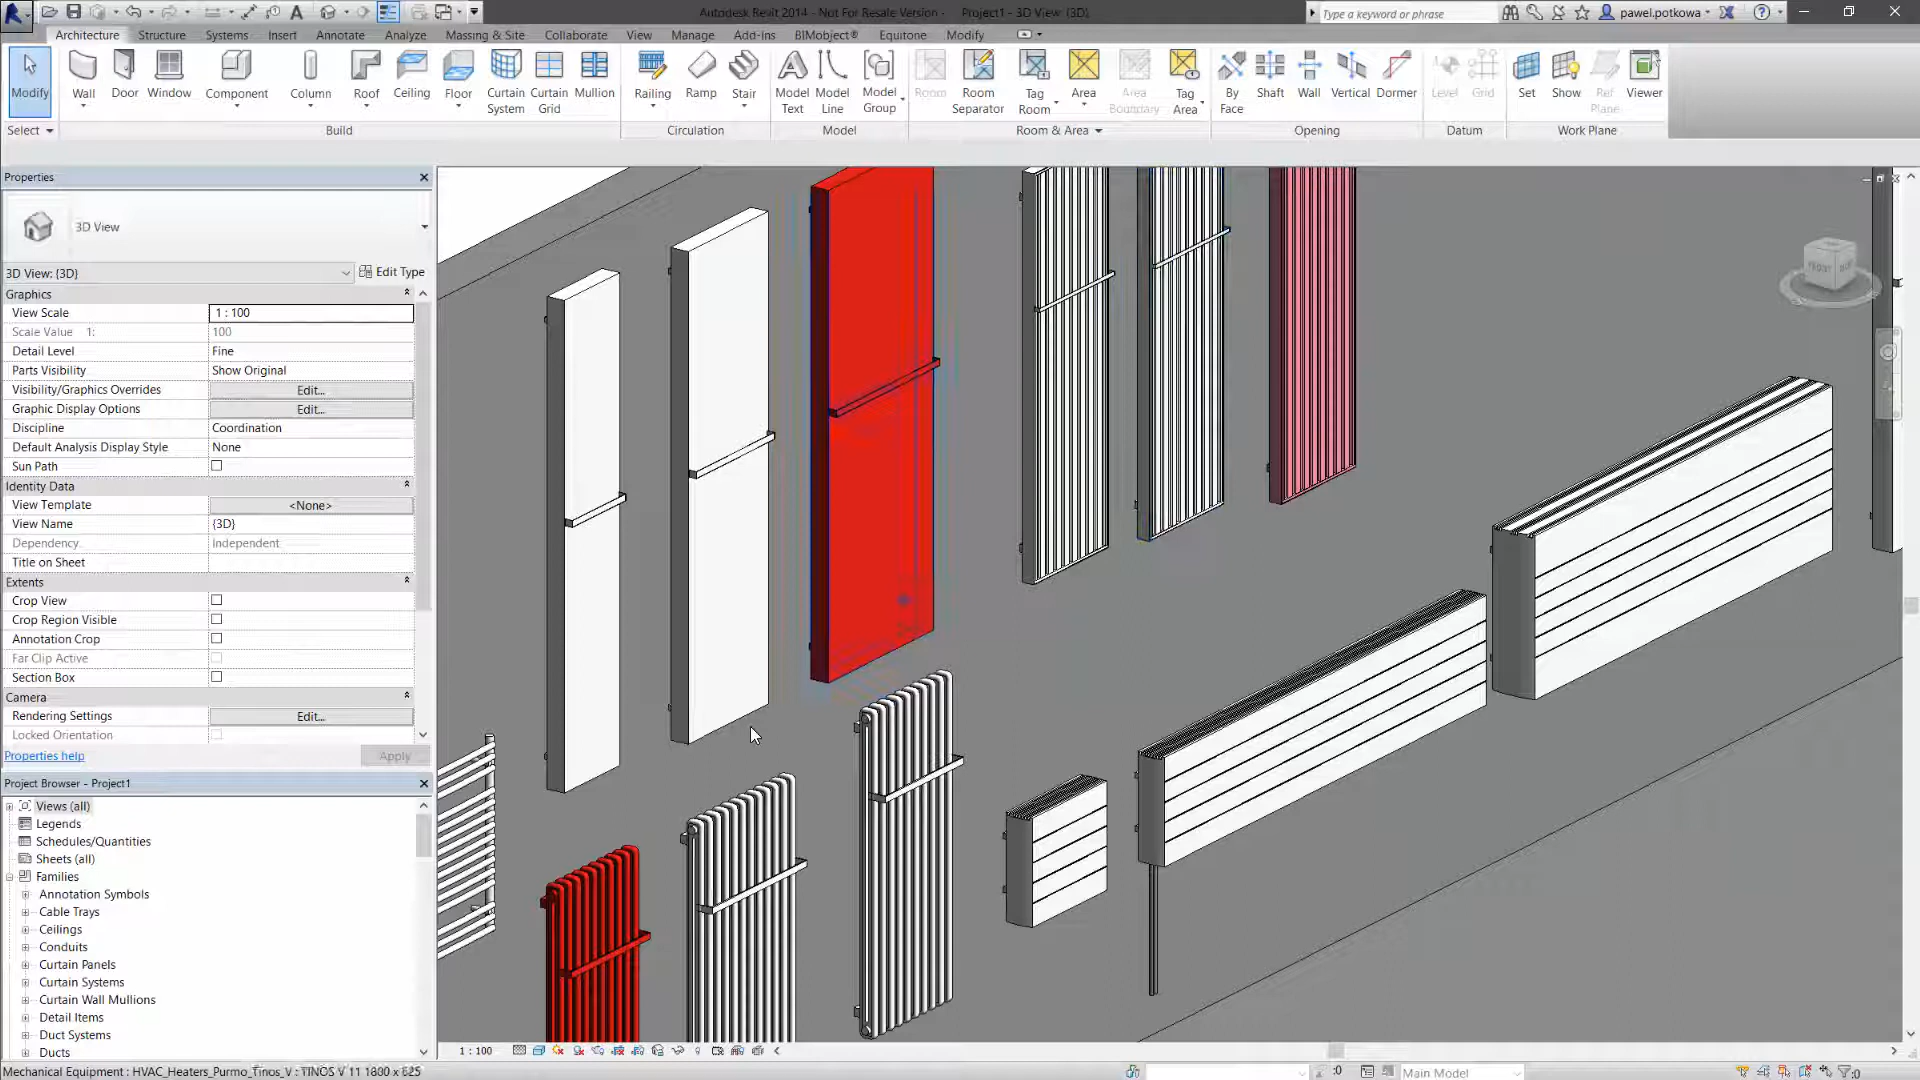 Autodesk Revit 2014 - Not For Resale Version - Project1 - 3D View: {3D}
Type a keyword or phrase
pawel.potkowa
Architecture Structure Systems Insert Annotate Analyze Massing & Site Collaborate View Manage Add-Ins BIMobject® Equitone Modify
Modify Wall Door Window Component Column Roof Ceiling Floor Curtain System Curtain Grid Mullion Railing Ramp Stair Model Text Model Line Model Group Room Room Separator Tag Room Area Area Boundary Tag Area By Face Shaft Wall Vertical Dormer Level Grid Set Show Ref Plane Viewer
Select Build Circulation Model Room & Area Opening Datum Work Plane
Properties
3D View
3D View: {3D} Edit Type
Graphics
View Scale 1 : 100
Scale Value 1: 100
Detail Level Fine
Parts Visibility Show Original
Visibility/Graphics Overrides Edit...
Graphic Display Options Edit...
Discipline Coordination
Default Analysis Display Style None
Sun Path
Identity Data
View Template <None>
View Name {3D}
Dependency Independent
Title on Sheet
Extents
Crop View
Crop Region Visible
Annotation Crop
Far Clip Active
Section Box
Camera
Rendering Settings Edit...
Locked Orientation
Properties help Apply
Project Browser - Project1
Views (all)
Legends
Schedules/Quantities
Sheets (all)
Families
Annotation Symbols
Cable Trays
Ceilings
Conduits
Curtain Panels
Curtain Systems
Curtain Wall Mullions
Detail Items
Duct Systems
Ducts
FRONT
1 : 100
Mechanical Equipment : HVAC_Heaters_Purmo_Tinos_V : TINOS V 11 1800 x 625
:0
Main Model
:0